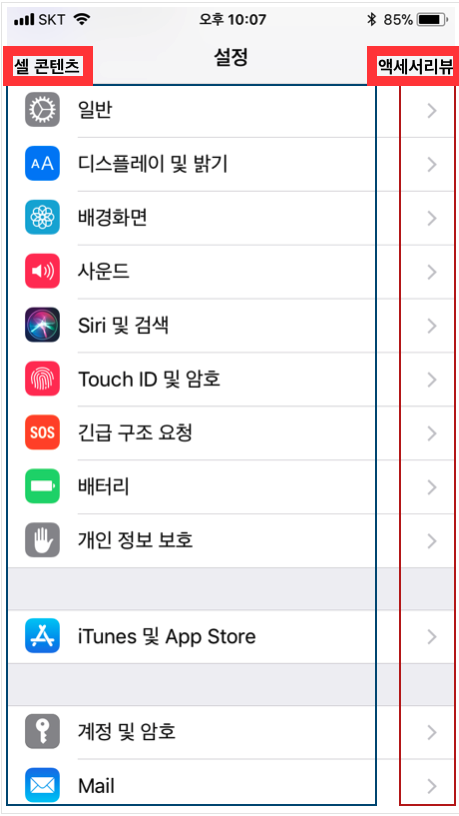 SKT 오후 10:07 85%
설정
셀 콘텐츠
액세서리뷰
일반
AA 디스플레이 및 밝기
배경화면
사운드
Siri 및 검색
Touch ID 및 암호
SOS 긴급 구조 요청
배터리
개인 정보 보호
iTunes 및 App Store
계정 및 암호
Mail